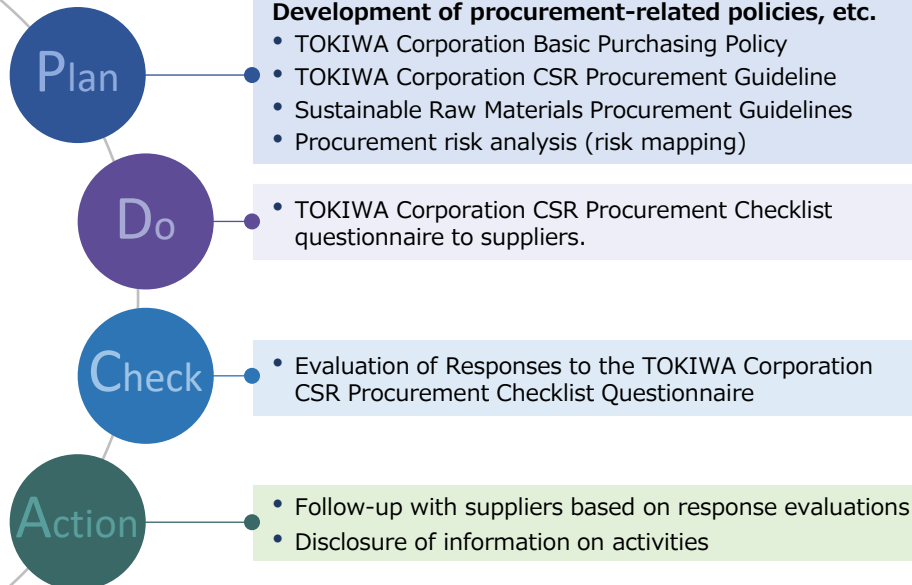 Plan
Development of procurement-related policies, etc.
• TOKIWA Corporation Basic Purchasing Policy
• TOKIWA Corporation CSR Procurement Guideline
• Sustainable Raw Materials Procurement Guidelines
• Procurement risk analysis (risk mapping)
Do
• TOKIWA Corporation CSR Procurement Checklist
questionnaire to suppliers.
Check
• Evaluation of Responses to the TOKIWA Corporation
CSR Procurement Checklist Questionnaire
Action
• Follow-up with suppliers based on response evaluations
• Disclosure of information on activities